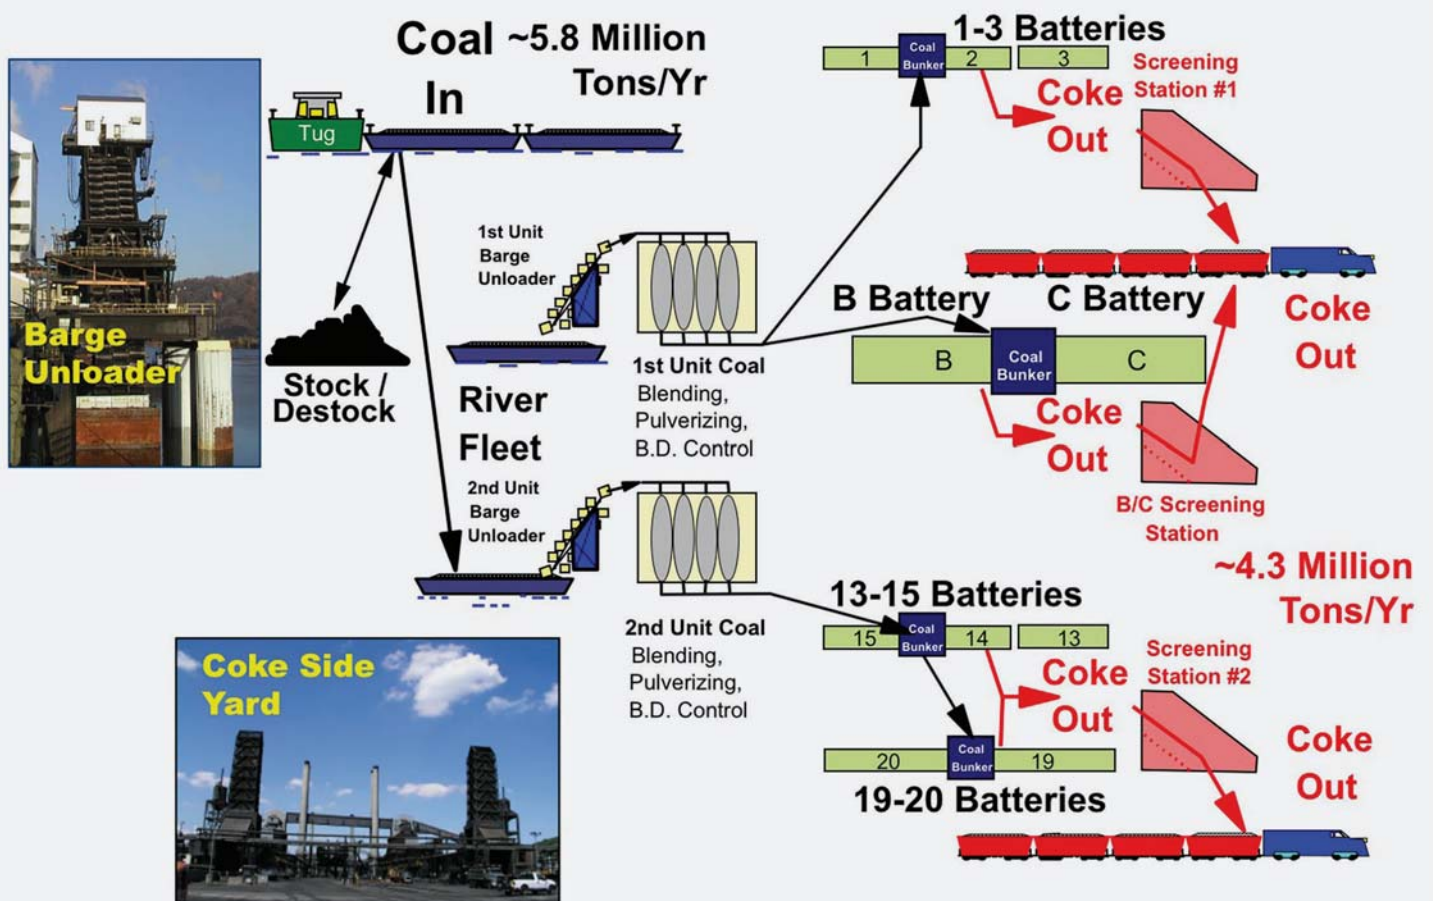 Coal ~5.8 Million
In Tons/Yr
Tug
Barge
Unloader
Stock /
Destock
River
Fleet
1st Unit
Barge
Unloader
1st Unit Coal
Blending,
Pulverizing,
B.D. Control
2nd Unit
Barge
Unloader
2nd Unit Coal
Blending,
Pulverizing,
B.D. Control
Coke Side
Yard
1-3 Batteries
1
Coal
Bunker
2
3
Coke
Out
Screening
Station #1
B Battery
C Battery
B
Coal
Bunker
C
Coke
Out
Coke
Out
B/C Screening
Station
~4.3 Million
Tons/Yr
13-15 Batteries
15
Coal
Bunker
14
13
Coke
Out
Screening
Station #2
20
Coal
Bunker
19
19-20 Batteries
Coke
Out